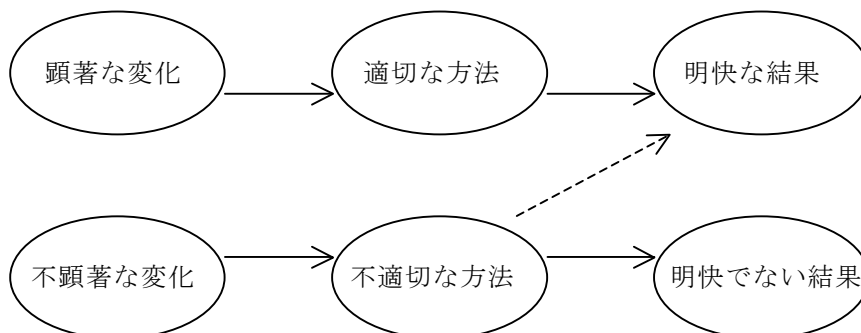 顕著な変化
適切な方法
明快な結果
不顕著な変化
不適切な方法
明快でない結果